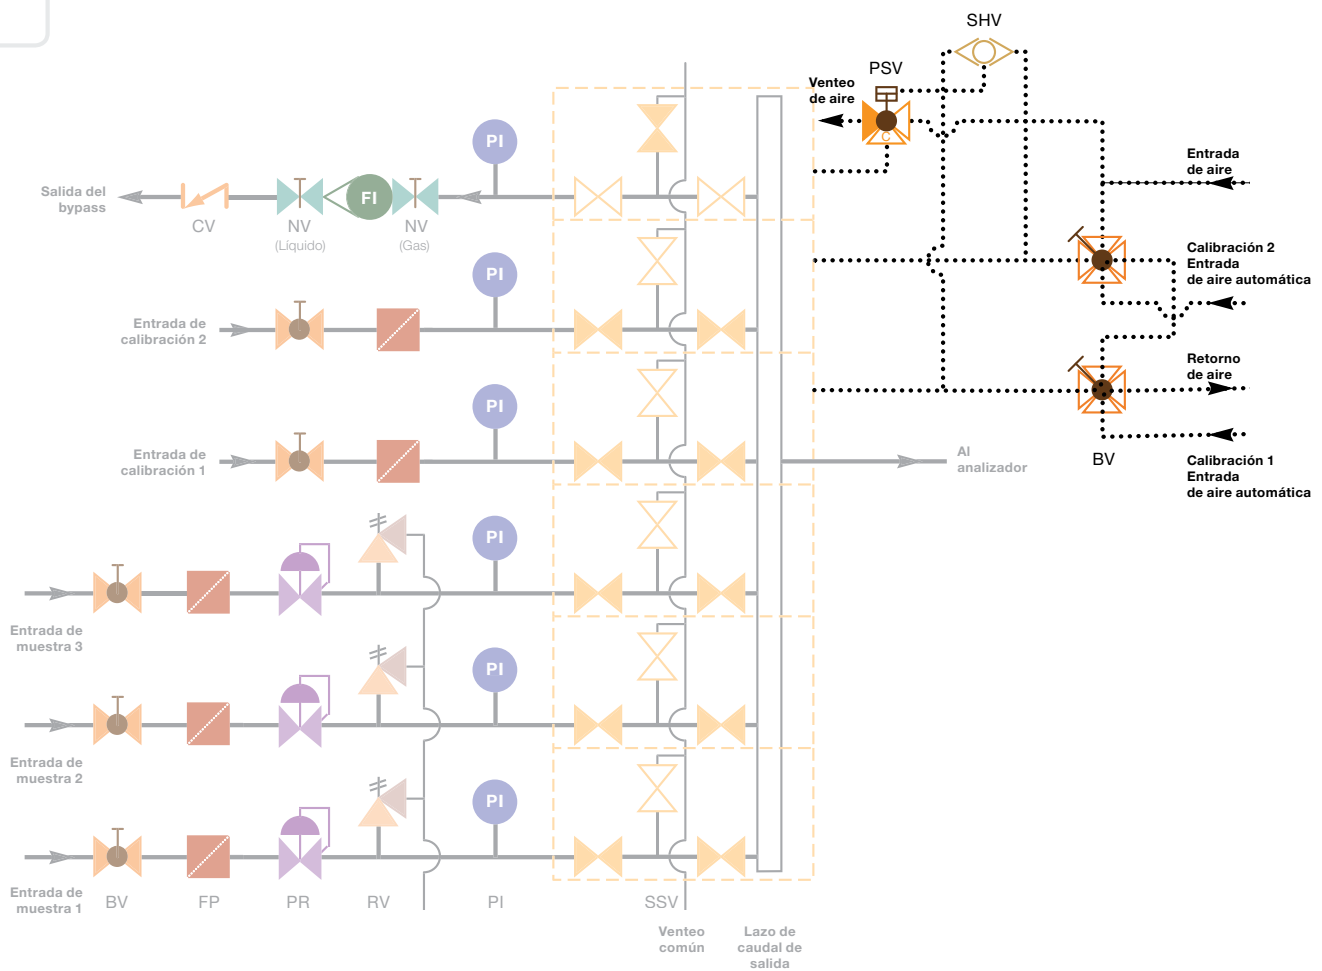 SHV
PSV
Venteo
de aire
C
Entrada
de aire
PI
Salida del
bypass
CV
NV
(Líquido)
FI
NV
(Gas)
Calibración 2
Entrada
de aire automática
PI
Entrada de
calibración 2
Retorno
de aire
PI
Entrada de
calibración 1
Al
analizador
BV
Calibración 1
Entrada
de aire automática
PI
Entrada de
muestra 3
PI
Entrada de
muestra 2
PI
Entrada de
muestra 1
BV
FP
PR
RV
PI
SSV
Venteo
común
Lazo de
caudal de
salida